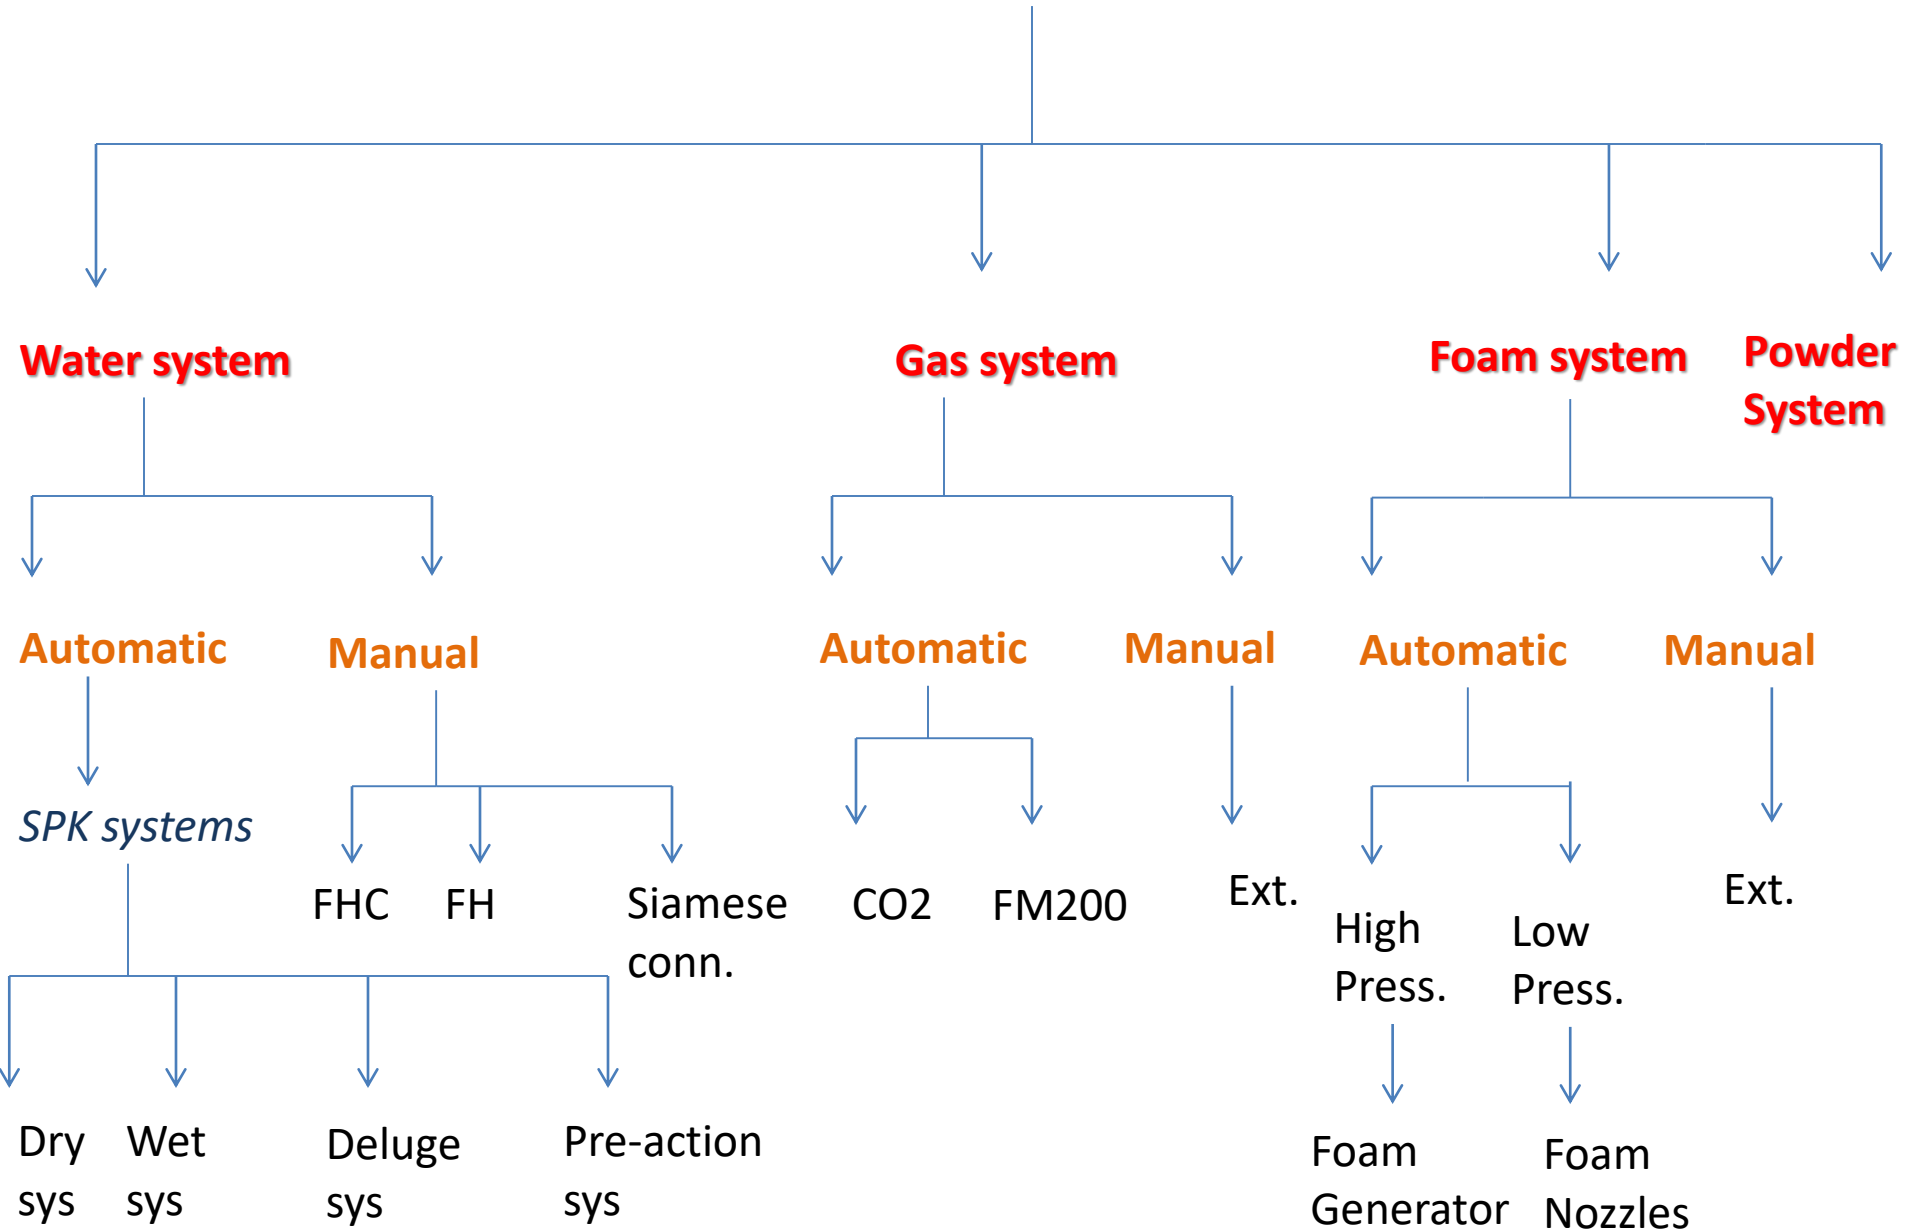 Water system
Gas system
Foam system
Powder
System
Automatic
Manual
Automatic
Manual
Automatic
Manual
SPK systems
FHC
FH
Siamese
conn.
CO2
FM200
Ext.
High
Press.
Low
Press.
Ext.
Dry
sys
Wet
sys
Deluge
sys
Pre-action
sys
Foam
Generator
Foam
Nozzles